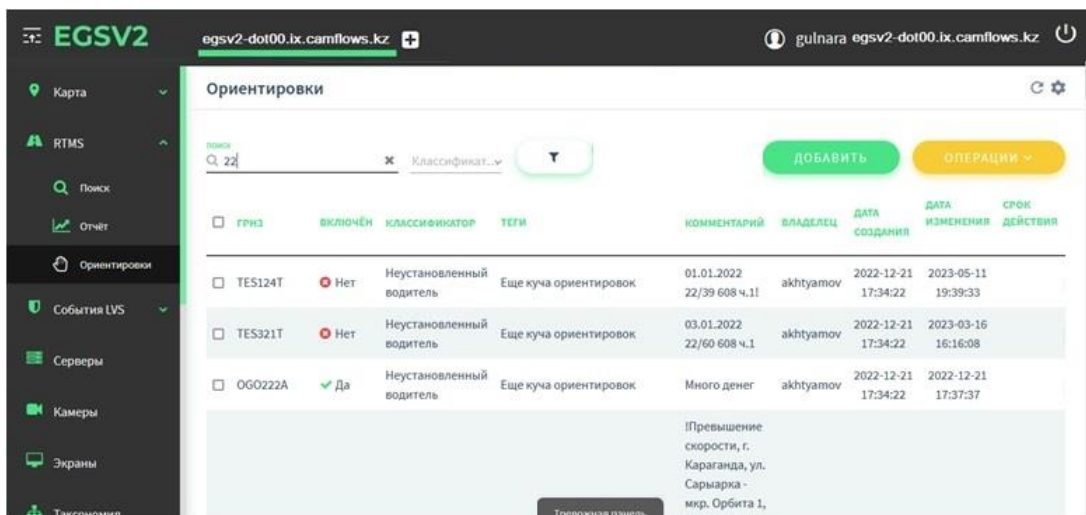 EGSV2
egsv2-dot00.ix.camflows.kz
gulnara egsv2-dot00.ix.camflows.kz
Карта
RTMS
Поиск
Отчёт
Ориентировки
События LVS
Серверы
Камеры
Экраны
Таксономия
Ориентировки
поиск
22
Классификат...
ДОБАВИТЬ
ОПЕРАЦИИ
ГРНЗ ВКЛЮЧЁН КЛАССИФИКАТОР ТЕГИ КОММЕНТАРИЙ ВЛАДЕЛЕЦ ДАТА СОЗДАНИЯ ДАТА ИЗМЕНЕНИЯ СРОК ДЕЙСТВИЯ
TES124T Нет Неустановленный водитель Еще куча ориентировок 01.01.2022 22/39 608 ч.1! akhtyamov 2022-12-21 17:34:22 2023-05-11 19:39:33
TES321T Нет Неустановленный водитель Еще куча ориентировок 03.01.2022 22/60 608 ч.1 akhtyamov 2022-12-21 17:34:22 2023-03-16 16:16:08
OGO222A Да Неустановленный водитель Еще куча ориентировок Много денег akhtyamov 2022-12-21 17:34:22 2022-12-21 17:37:37
!Превышение
скорости, г.
Караганда, ул.
Сарыарка -
мкр. Орбита 1,
Тревожная панель